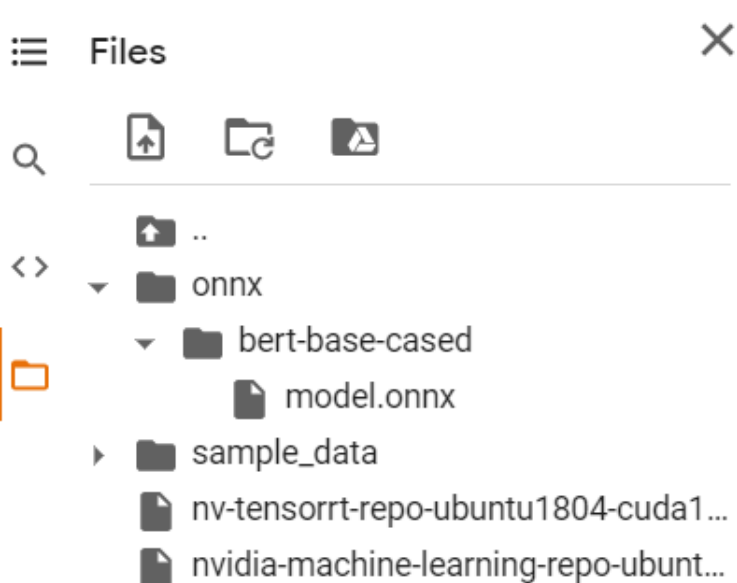 Files
..
onnx
bert-base-cased
model.onnx
sample_data
nv-tensorrt-repo-ubuntu1804-cuda1...
nvidia-machine-learning-repo-ubunt...